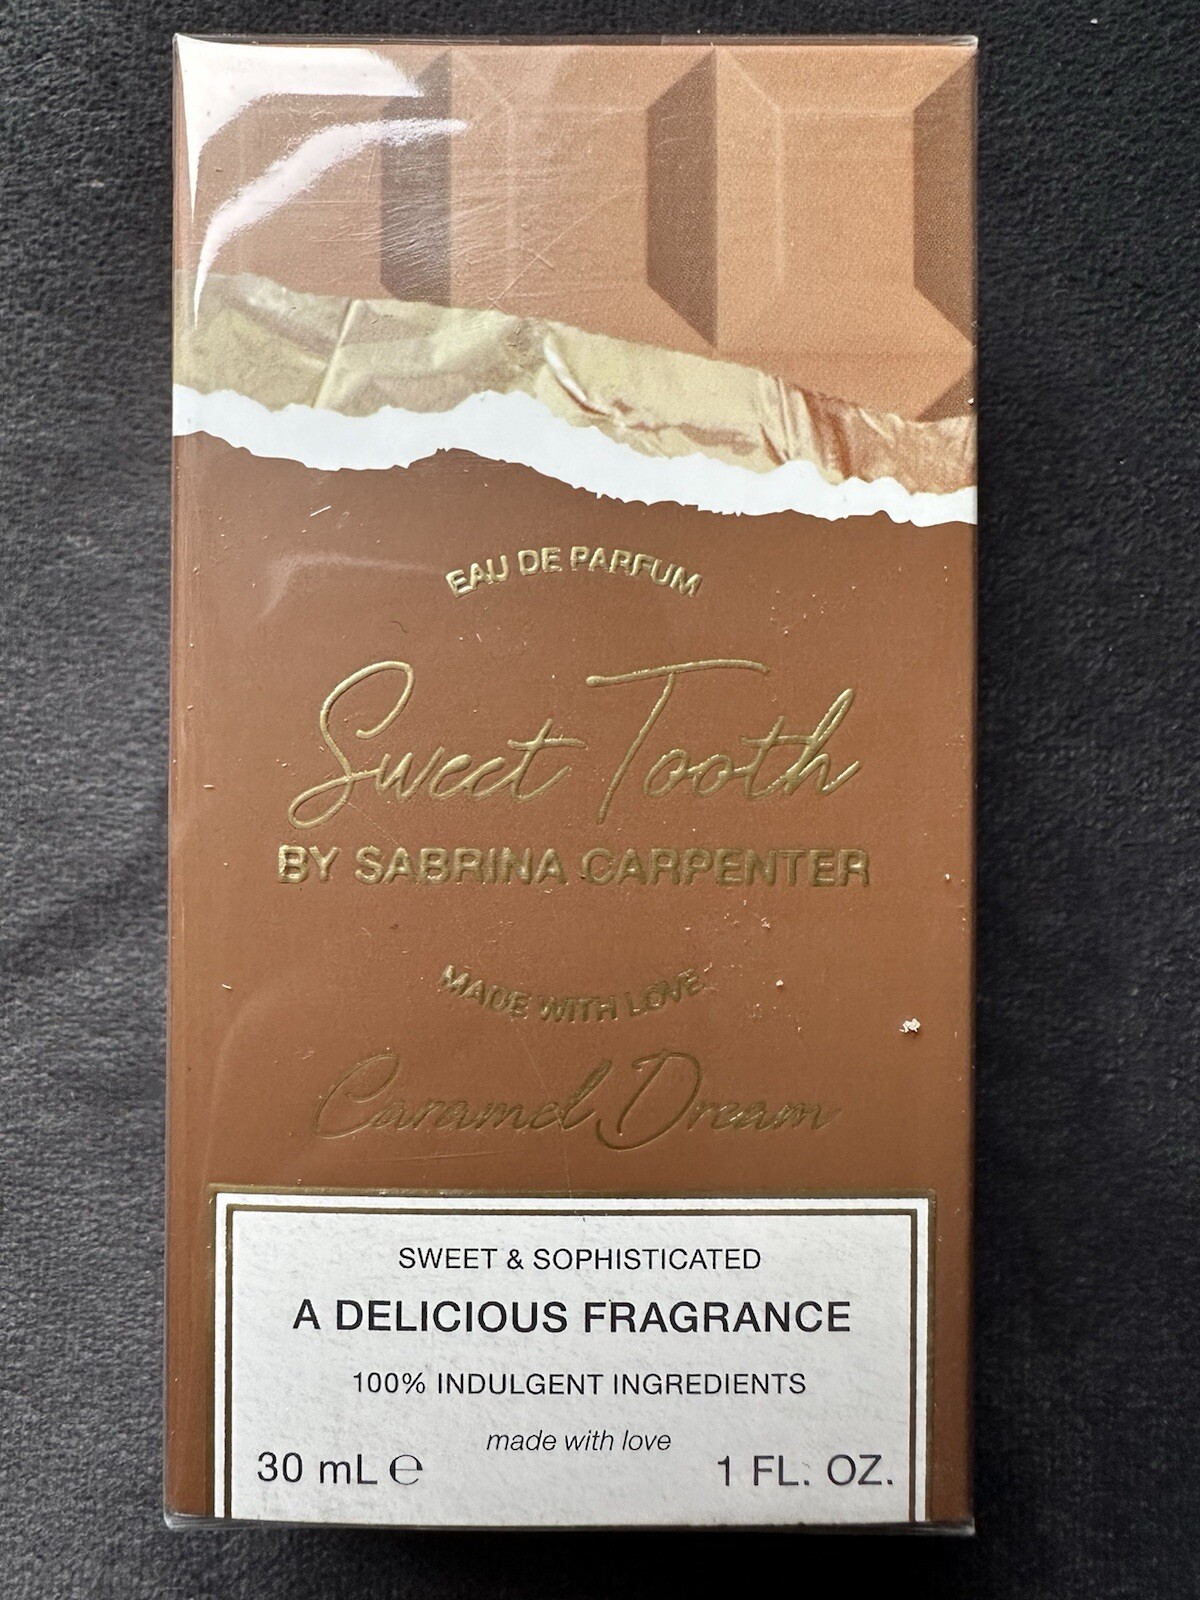 EAU DE PARFUM
Sweet Tooth
BY SABRINA CARPENTER
MADE WITH LOVE
Caramel Dream
SWEET & SOPHISTICATED
A DELICIOUS FRAGRANCE
100% INDULGENT INGREDIENTS
made with love
30 mL ℮ 1 FL. OZ.